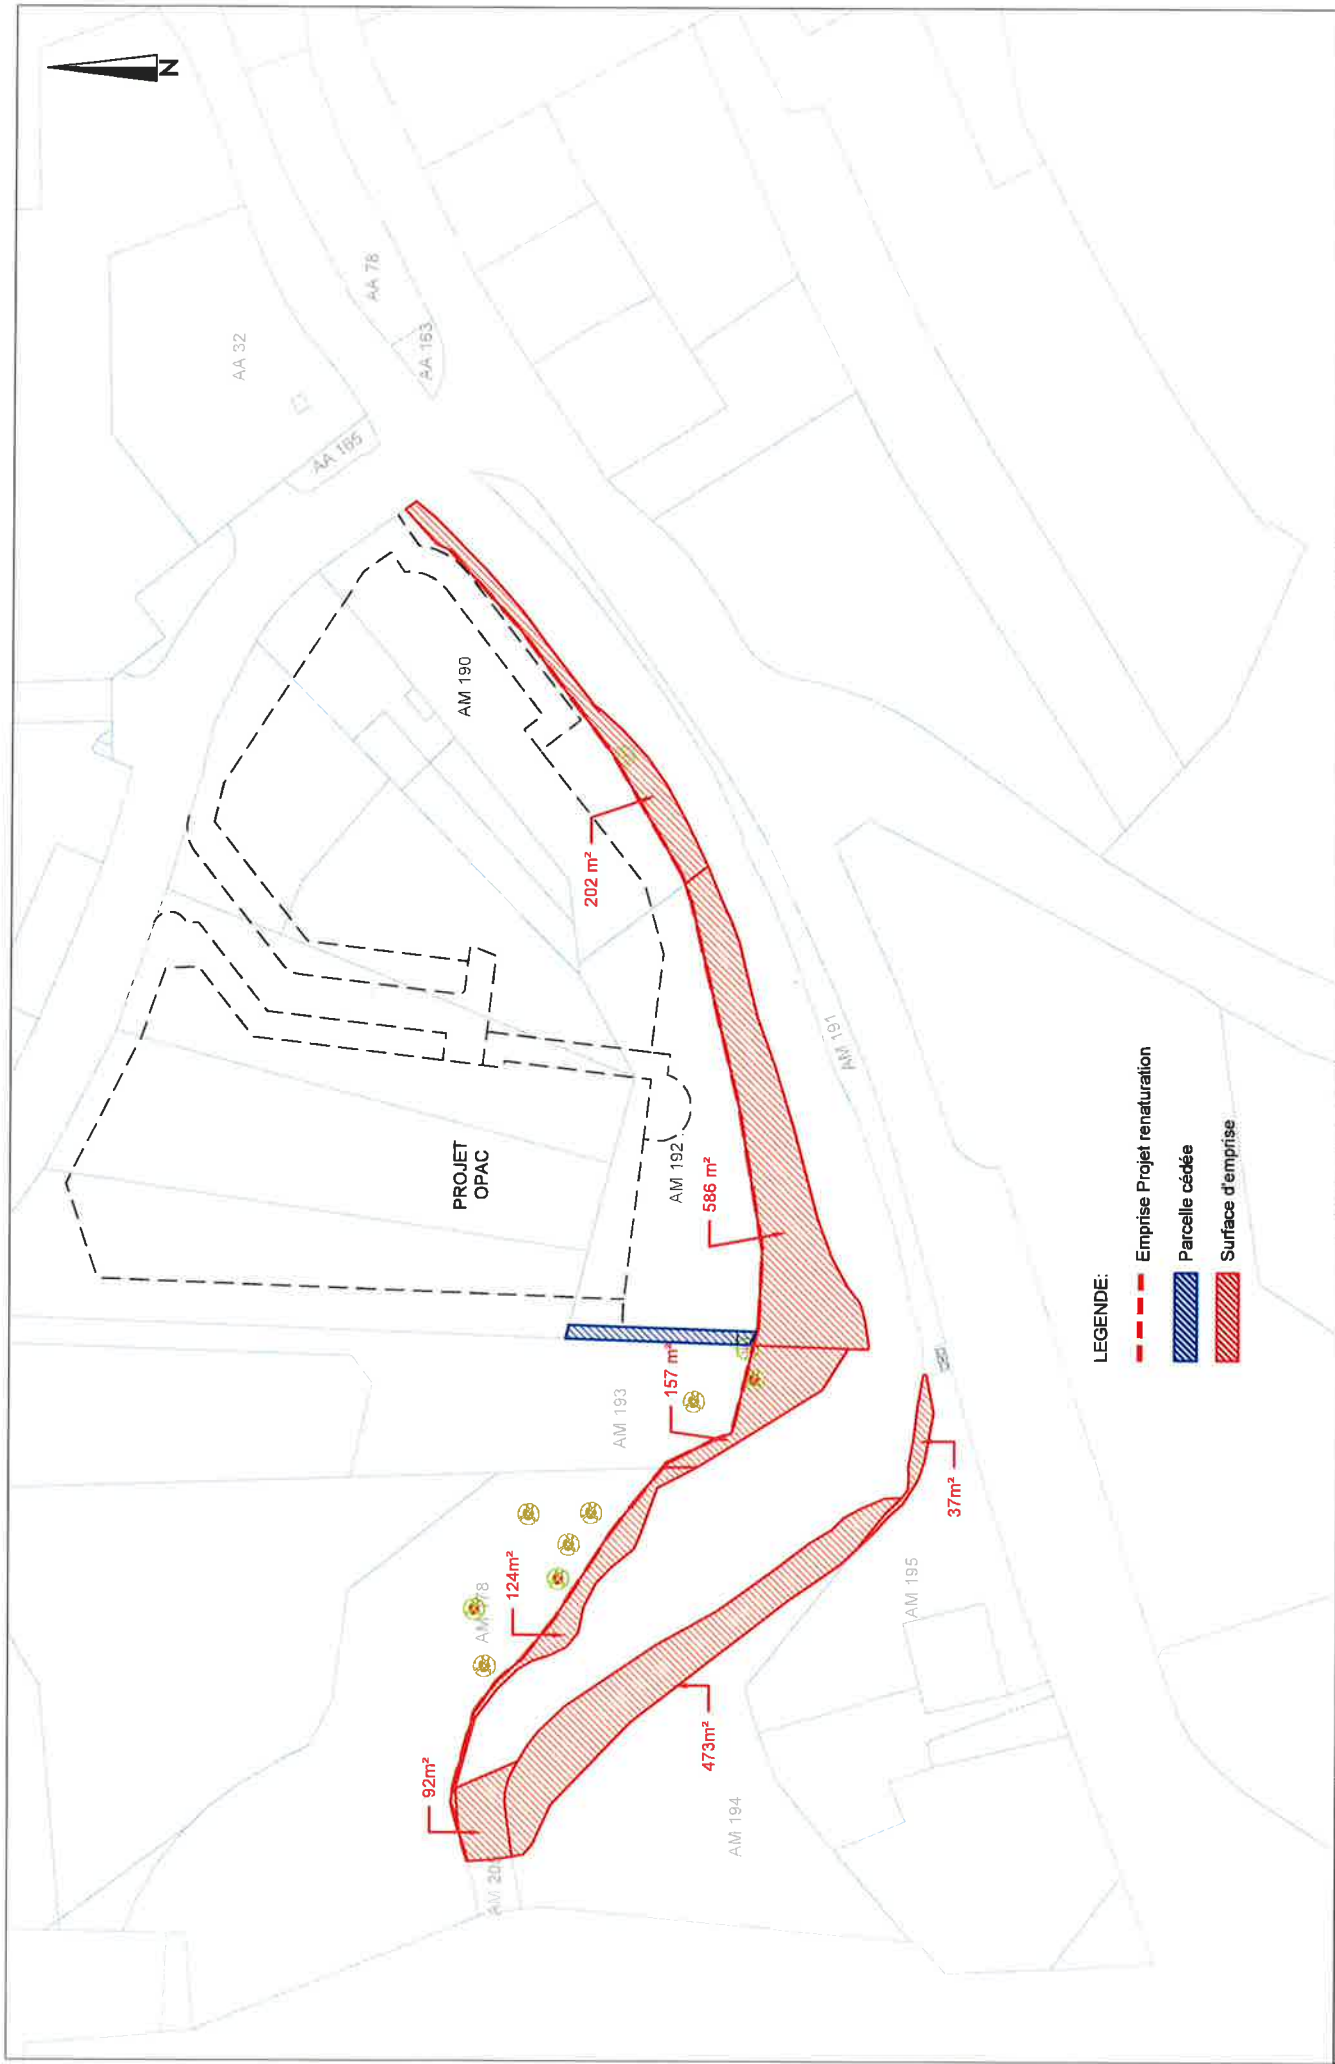 N
AA 32
AA 78
AA 163
AA 165
AM 190
202 m²
PROJET
OPAC
AM 192
586 m²
AM 191
AM 193
157 m²
124m²
37m²
AM 195
92m²
473m²
AM 194
LEGENDE:
Emprise Projet renaturation
Parcelle cédée
Surface d'emprise